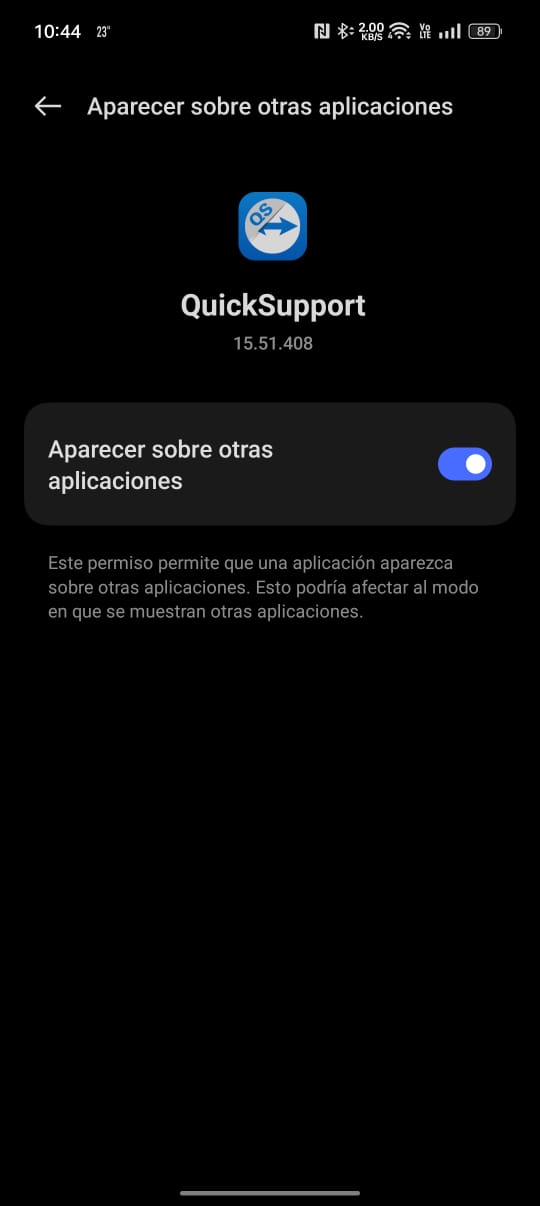 10:44 23° 2.00 KB/S 4 Vo LTE 89
Aparecer sobre otras aplicaciones
QS
QuickSupport
15.51.408
Aparecer sobre otras
aplicaciones
Este permiso permite que una aplicación aparezca
sobre otras aplicaciones. Esto podría afectar al modo
en que se muestran otras aplicaciones.